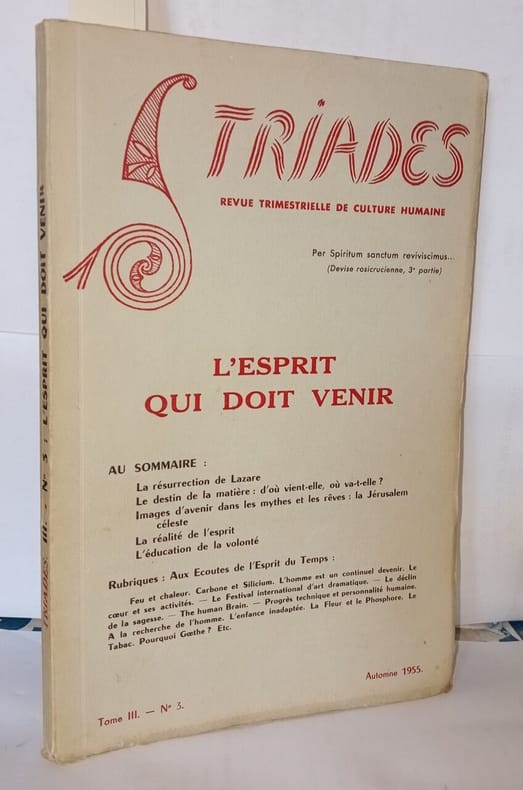 TRIADES
REVUE TRIMESTRIELLE DE CULTURE HUMAINE
Per Spiritum sanctum reviviscimus...
(Devise rosicrucienne, 3e partie)
L'ESPRIT
QUI DOIT VENIR
AU SOMMAIRE :
La résurrection de Lazare
Le destin de la matière : d'où vient-elle, où va-t-elle ?
Images d'avenir dans les mythes et les rêves : la Jérusalem
céleste
La réalité de l'esprit
L'éducation de la volonté
Rubriques : Aux Ecoutes de l'Esprit du Temps :
Feu et chaleur. Carbone et Silicium. L'homme est un continuel devenir. Le
cœur et ses activités. — Le Festival international d'art dramatique. — Le déclin
de la sagesse. — The human Brain. — Progrès technique et personnalité humaine.
A la recherche de l'homme. L'enfance inadaptée. La Fleur et le Phosphore. Le
Tabac. Pourquoi Gœthe ? Etc.
Tome III. — N° 3.
Automne 1955.
TRIADES III. - N° 3 : L'ESPRIT QUI DOIT VENIR